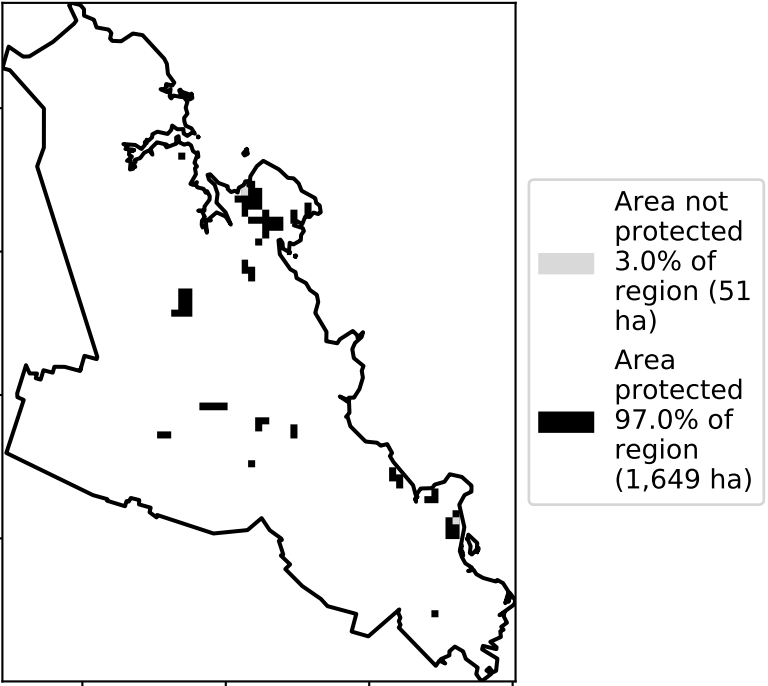 Area not
protected
3.0% of
region (51
ha)
Area
protected
97.0% of
region
(1,649 ha)